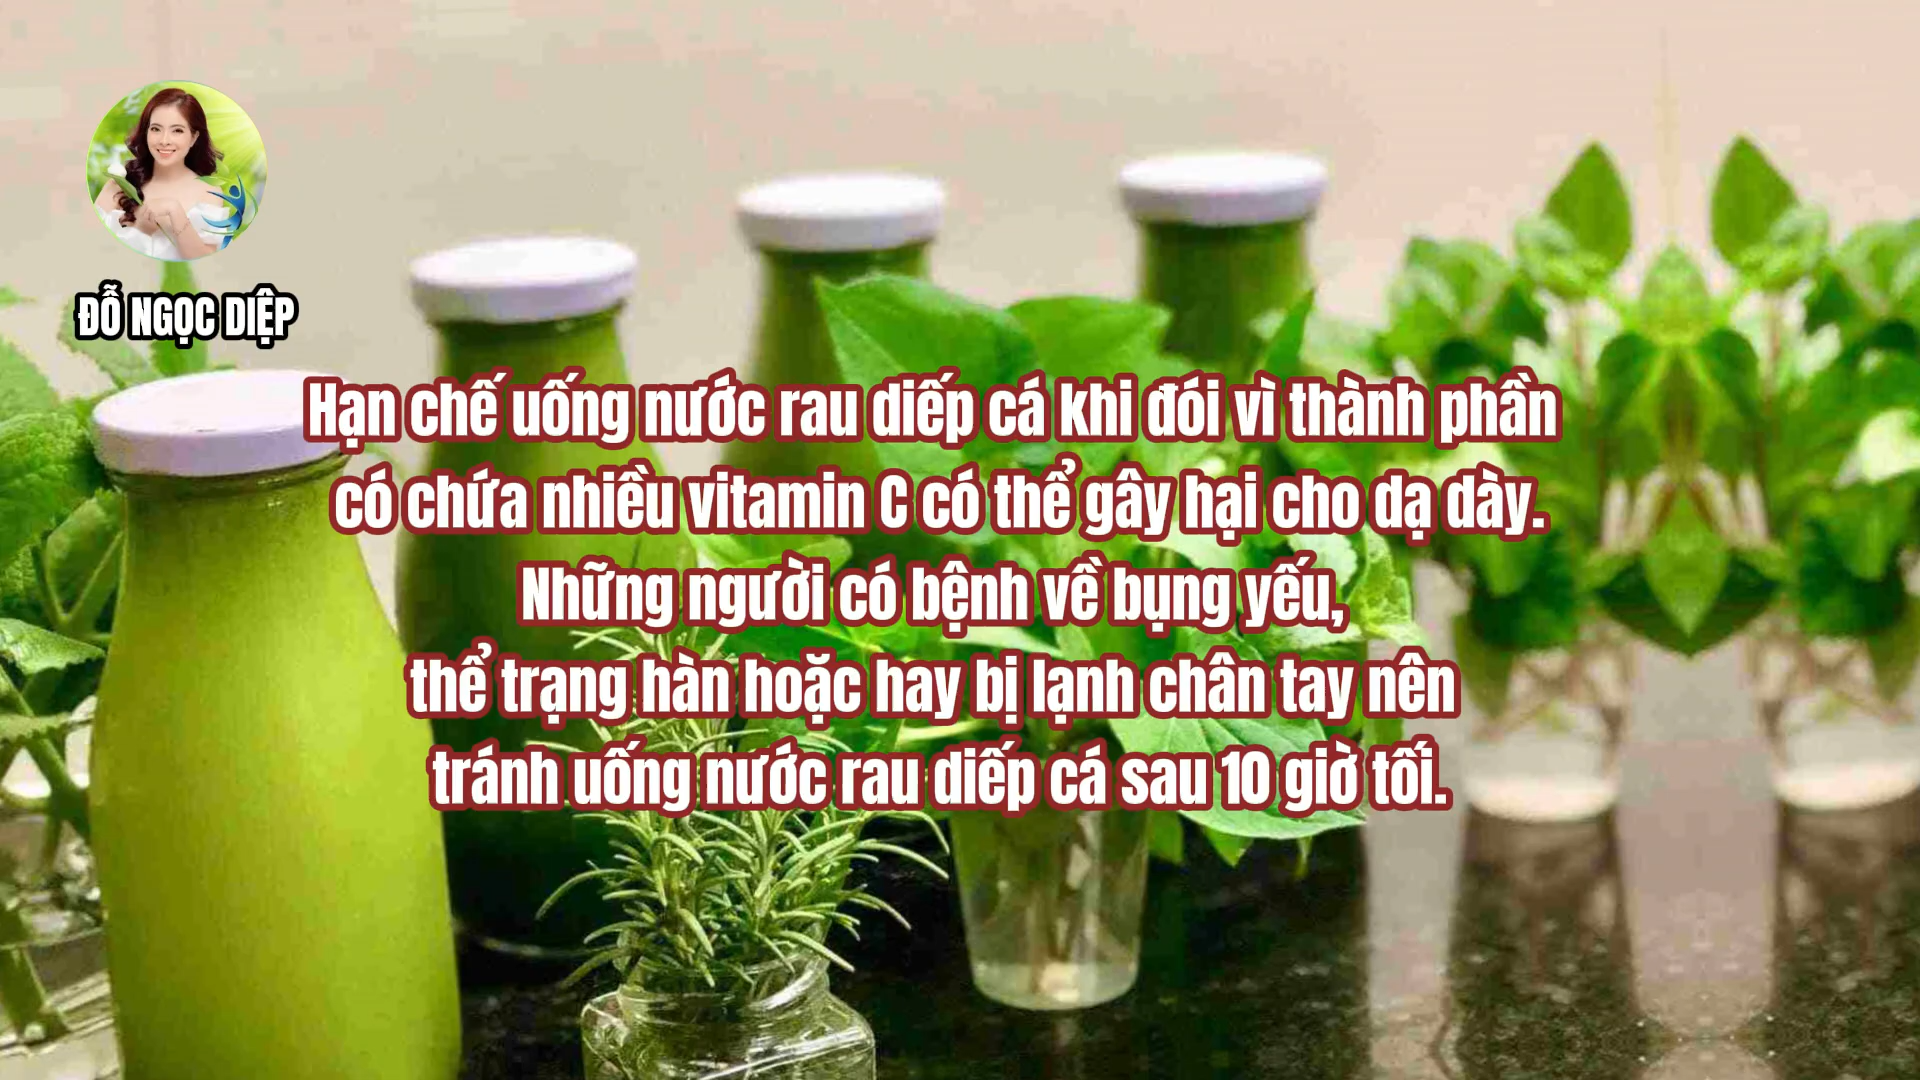 ĐỖ NGỌC DIỆP
Hạn chế uống nước rau diếp cá khi đói vì thành phần
có chứa nhiều vitamin C có thể gây hại cho dạ dày.
Những người có bệnh về bụng yếu,
thể trạng hàn hoặc hay bị lạnh chân tay nên
tránh uống nước rau diếp cá sau 10 giờ tối.